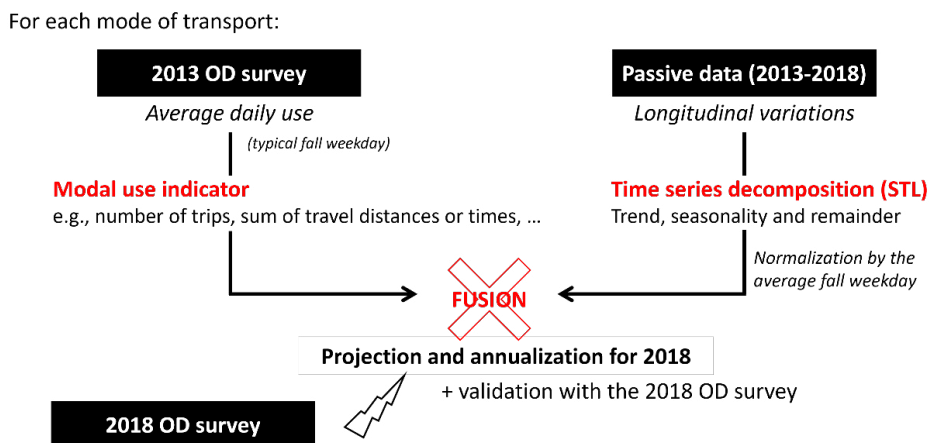 For each mode of transport:
2013 OD survey
Average daily use
(typical fall weekday)
Modal use indicator
e.g., number of trips, sum of travel distances or times, ...
Passive data (2013-2018)
Longitudinal variations
Time series decomposition (STL)
Trend, seasonality and remainder
Normalization by the
average fall weekday
FUSION
Projection and annualization for 2018
+ validation with the 2018 OD survey
2018 OD survey